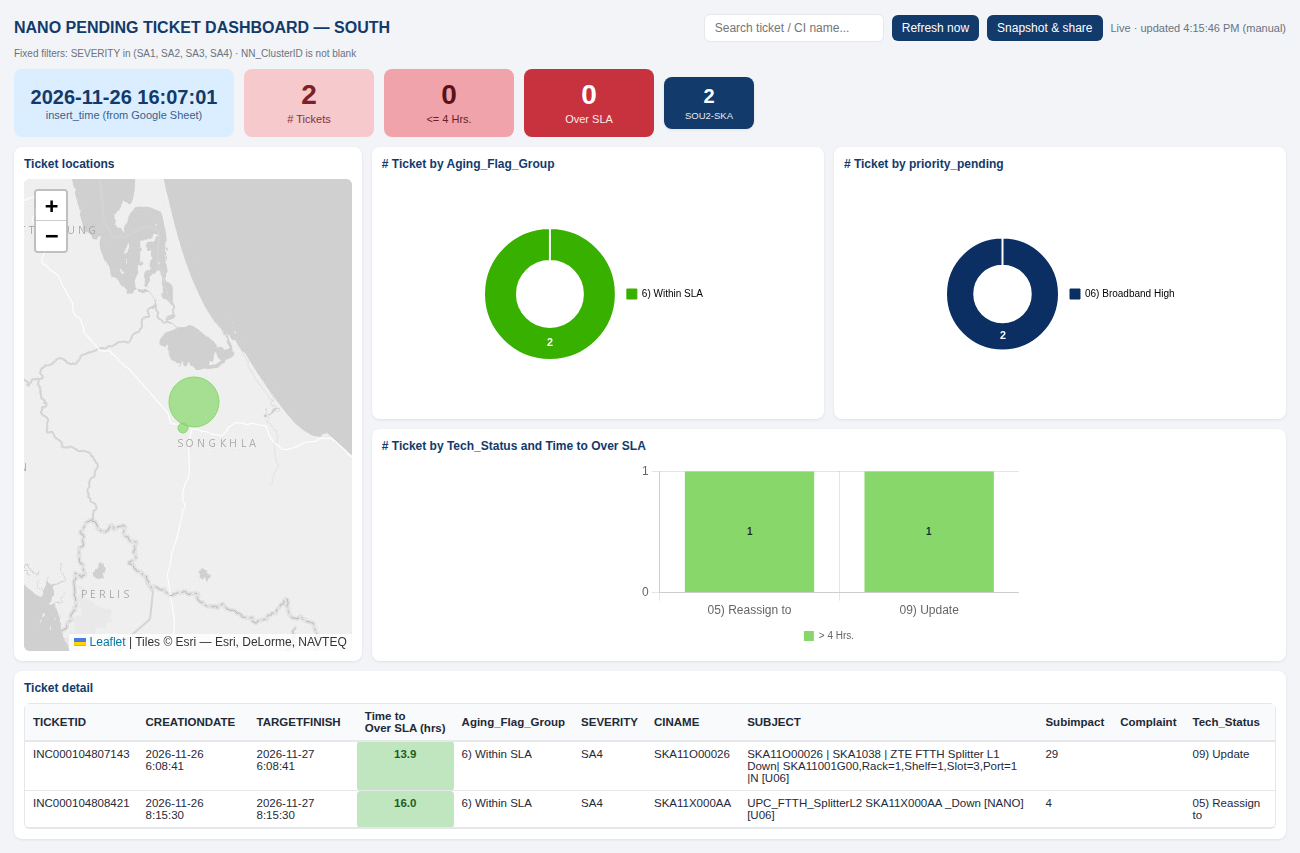 NANO PENDING TICKET DASHBOARD — SOUTH
Search ticket / CI name...
Refresh now
Snapshot & share
Live · updated 4:15:46 PM (manual)
Fixed filters: SEVERITY in (SA1, SA2, SA3, SA4) · NN_ClusterID is not blank
2026-11-26 16:07:01
insert_time (from Google Sheet)
2
# Tickets
0
<= 4 Hrs.
0
Over SLA
2
SOU2-SKA
Ticket locations
+
−
UNG
SONGKHLA
PERLIS
Leaflet | Tiles © Esri — Esri, DeLorme, NAVTEQ
# Ticket by Aging_Flag_Group
2
6) Within SLA
# Ticket by priority_pending
2
06) Broadband High
# Ticket by Tech_Status and Time to Over SLA
1
0
1
1
05) Reassign to
09) Update
> 4 Hrs.
Ticket detail
TICKETID CREATIONDATE TARGETFINISH Time to Over SLA (hrs) Aging_Flag_Group SEVERITY CINAME SUBJECT Subimpact Complaint Tech_Status
INC000104807143 2026-11-26 6:08:41 2026-11-27 6:08:41 13.9 6) Within SLA SA4 SKA11O00026 SKA11O00026 | SKA1038 | ZTE FTTH Splitter L1 Down| SKA11001G00,Rack=1,Shelf=1,Slot=3,Port=1 |N [U06] 29 09) Update
INC000104808421 2026-11-26 8:15:30 2026-11-27 8:15:30 16.0 6) Within SLA SA4 SKA11X000AA UPC_FTTH_SplitterL2 SKA11X000AA _Down [NANO] [U06] 4 05) Reassign to